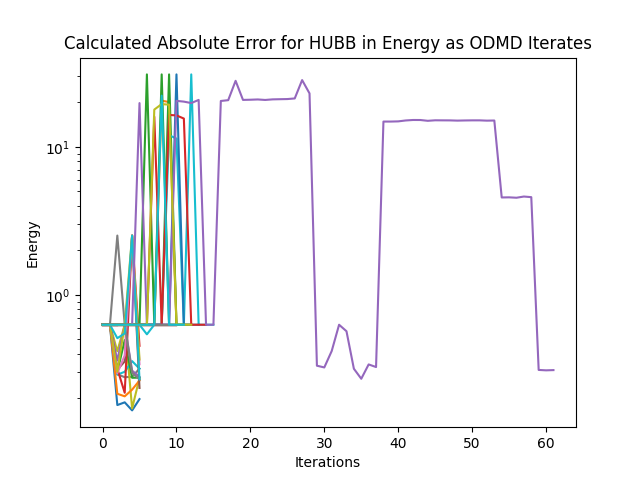 Calculated Absolute Error for HUBB in Energy as ODMD Iterates
Energy
10¹
10⁰
0 10 20 30 40 50 60
Iterations